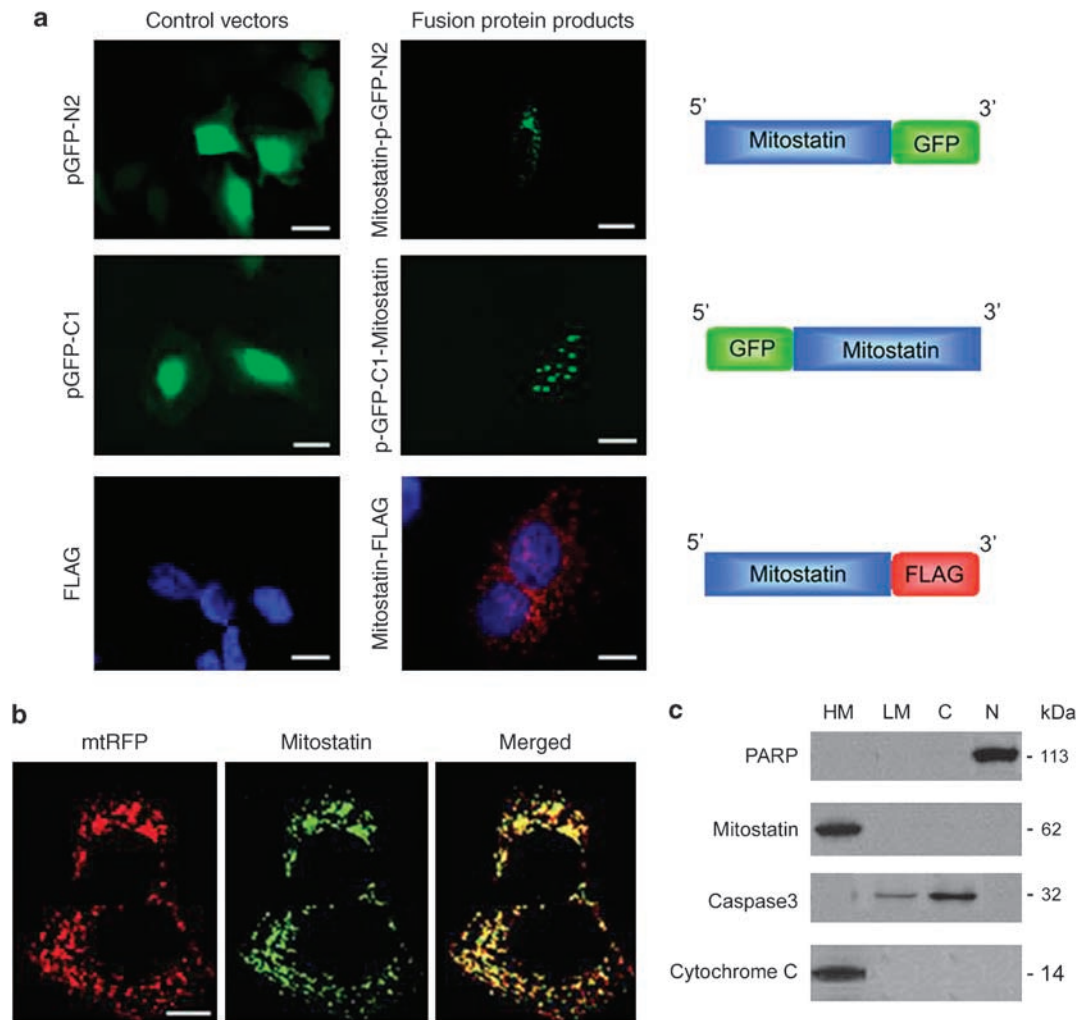 a
Control vectors
Fusion protein products
pGFP-N2
Mitostatin-p-GFP-N2
5’ 3’
Mitostatin GFP
pGFP-C1
p-GFP-C1-Mitostatin
5’ 3’
GFP Mitostatin
FLAG
Mitostatin-FLAG
5’ 3’
Mitostatin FLAG
b
mtRFP Mitostatin Merged
c
HM LM C N kDa
PARP - 113
Mitostatin - 62
Caspase3 - 32
Cytochrome C - 14